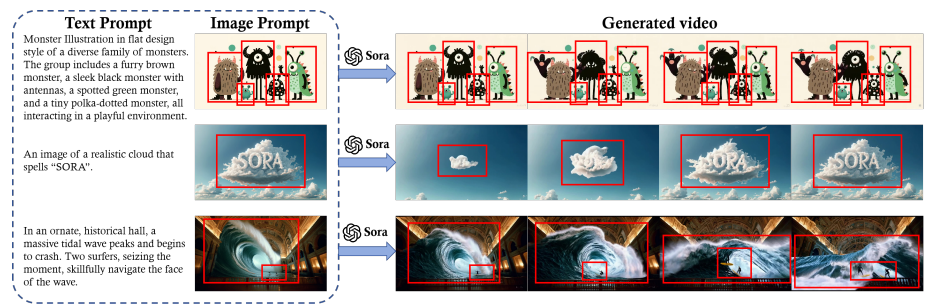 Text Prompt
Image Prompt
Generated video
Monster Illustration in flat design
style of a diverse family of monsters.
The group includes a furry brown
monster, a sleek black monster with
antennas, a spotted green monster,
and a tiny polka-dotted monster, all
interacting in a playful environment.
Sora
An image of a realistic cloud that
spells “SORA”.
SORA
Sora
SORA
SORA
In an ornate, historical hall, a
massive tidal wave peaks and begins
to crash. Two surfers, seizing the
moment, skillfully navigate the face
of the wave.
Sora